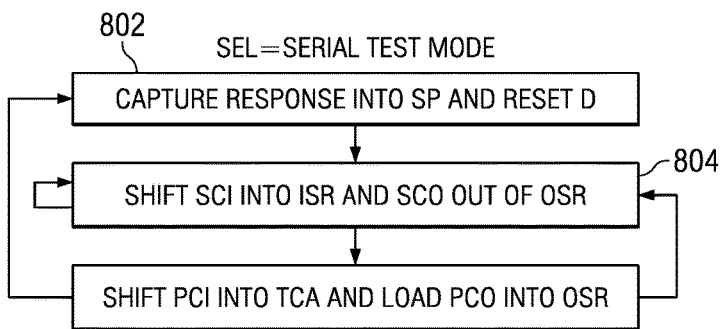 802
SEL=SERIAL TEST MODE
CAPTURE RESPONSE INTO SP AND RESET D
804
SHIFT SCI INTO ISR AND SCO OUT OF OSR
SHIFT PCI INTO TCA AND LOAD PCO INTO OSR